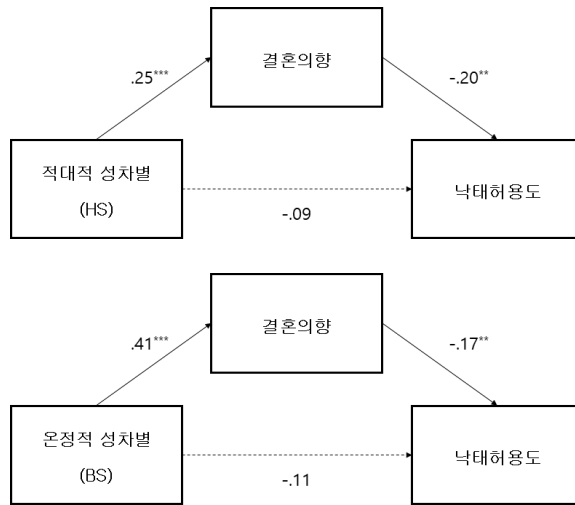 결혼의향
.25***
-.20**
적대적 성차별
(HS)
낙태허용도
-.09
결혼의향
.41***
-.17**
온정적 성차별
(BS)
낙태허용도
-.11